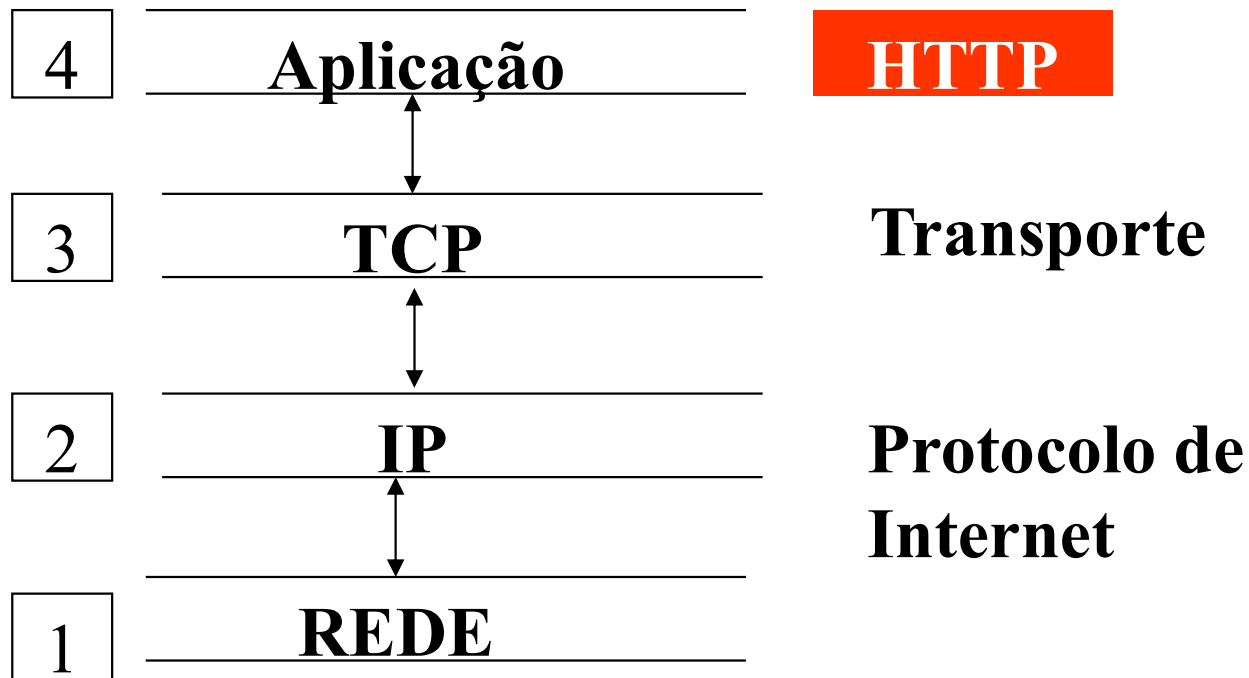 4 Aplicação HTTP
3 TCP Transporte
2 IP Protocolo de
Internet
1 REDE